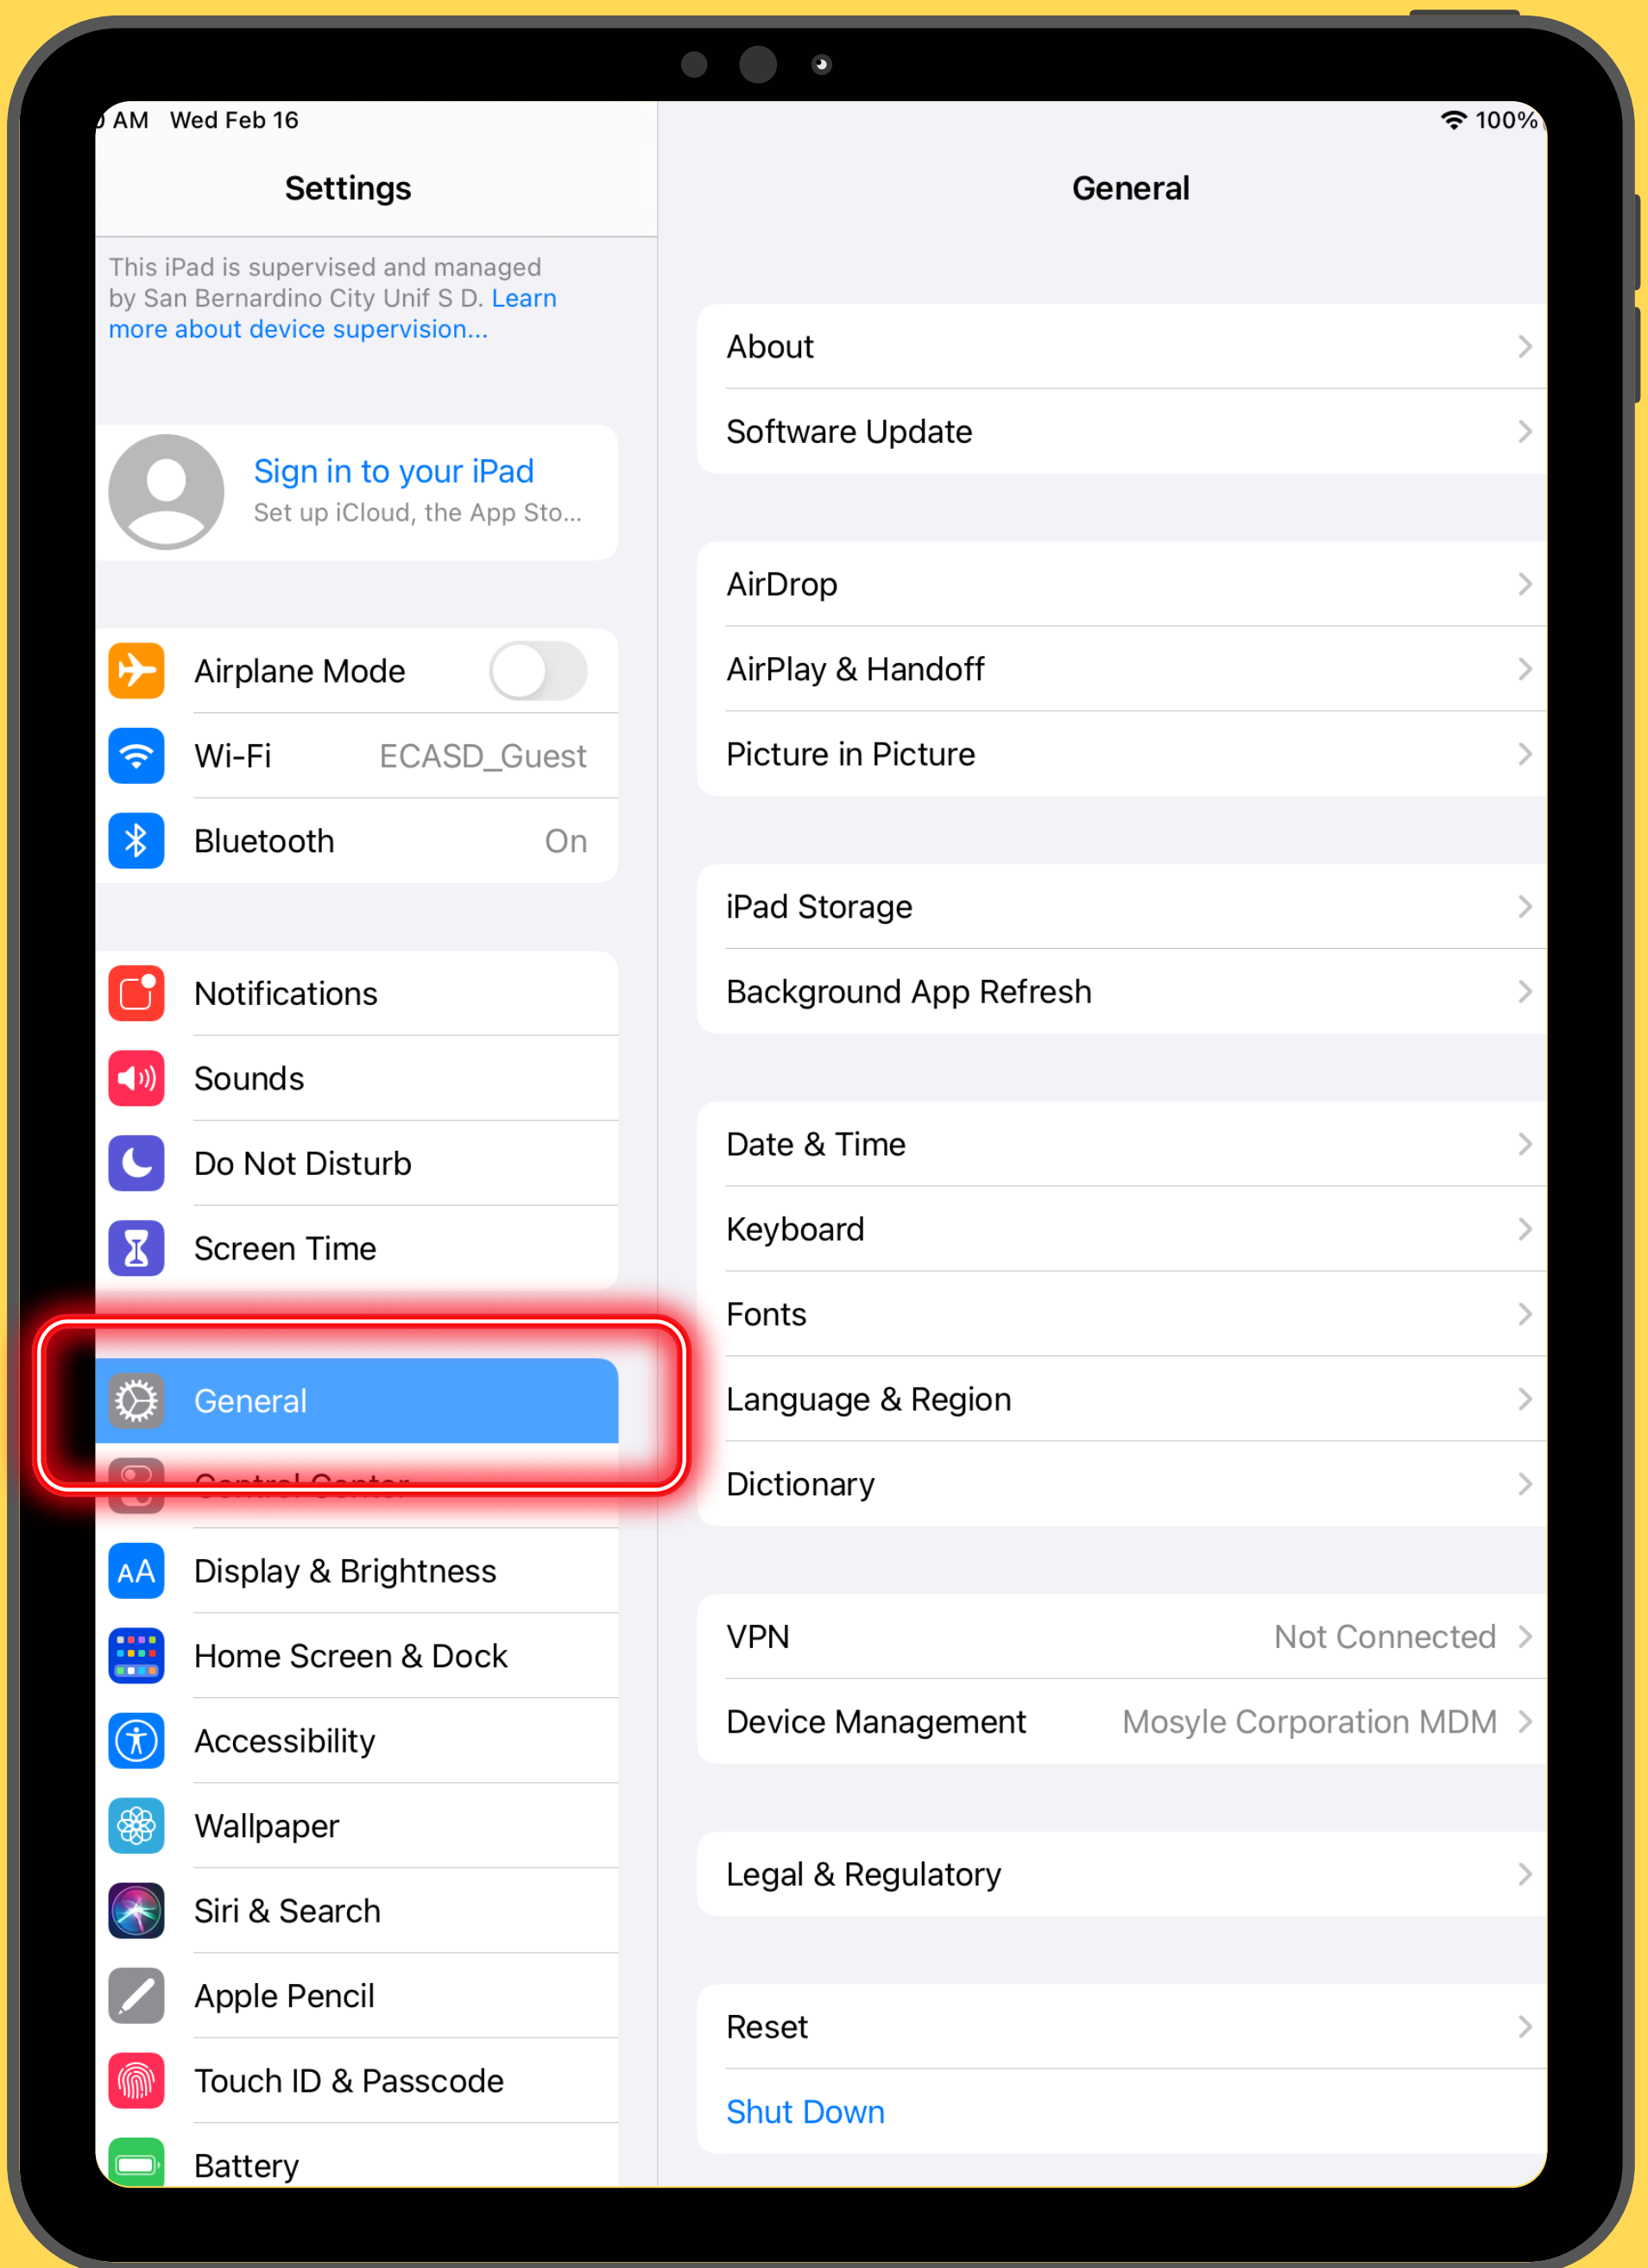 AM Wed Feb 16
100%
Settings
This iPad is supervised and managed
by San Bernardino City Unif S D. Learn
more about device supervision...
Sign in to your iPad
Set up iCloud, the App Sto...
Airplane Mode
Wi-Fi ECASD_Guest
Bluetooth On
Notifications
Sounds
Do Not Disturb
Screen Time
General
Control Center
AA Display & Brightness
Home Screen & Dock
Accessibility
Wallpaper
Siri & Search
Apple Pencil
Touch ID & Passcode
Battery
General
About
Software Update
AirDrop
AirPlay & Handoff
Picture in Picture
iPad Storage
Background App Refresh
Date & Time
Keyboard
Fonts
Language & Region
Dictionary
VPN Not Connected
Device Management Mosyle Corporation MDM
Legal & Regulatory
Reset
Shut Down